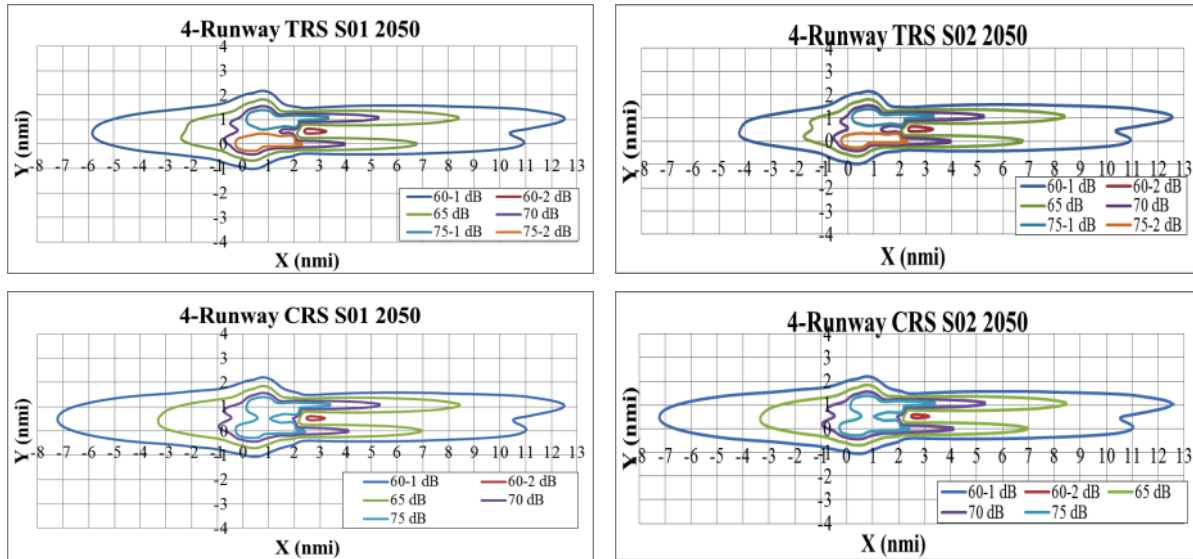 4-Runway TRS S01 2050
Y (nmi)
4
3
2
1
0
-8 -7 -6 -5 -4 -3 -2 -1 0 1 2 3 4 5 6 7 8 9 10 11 12 13
-1
-2
-3
-4
60-1 dB 60-2 dB
65 dB 70 dB
75-1 dB 75-2 dB
X (nmi)
4-Runway TRS S02 2050
Y (nmi)
4
3
2
1
0
-8 -7 -6 -5 -4 -3 -2 -1 0 1 2 3 4 5 6 7 8 9 10 11 12 13
-1
-2
-3
-4
60-1 dB 60-2 dB
65 dB 70 dB
75-1 dB 75-2 dB
X (nmi)
4-Runway CRS S01 2050
Y (nmi)
4
3
2
1
0
-8 -7 -6 -5 -4 -3 -2 -1 0 1 2 3 4 5 6 7 8 9 10 11 12 13
-1
-2
-3
-4
60-1 dB 60-2 dB
65 dB 70 dB
75 dB
X (nmi)
4-Runway CRS S02 2050
Y (nmi)
4
3
2
1
0
-8 -7 -6 -5 -4 -3 -2 -1 0 1 2 3 4 5 6 7 8 9 10 11 12 13
-1
-2
-3
-4
60-1 dB 60-2 dB 65 dB
70 dB 75 dB
X (nmi)